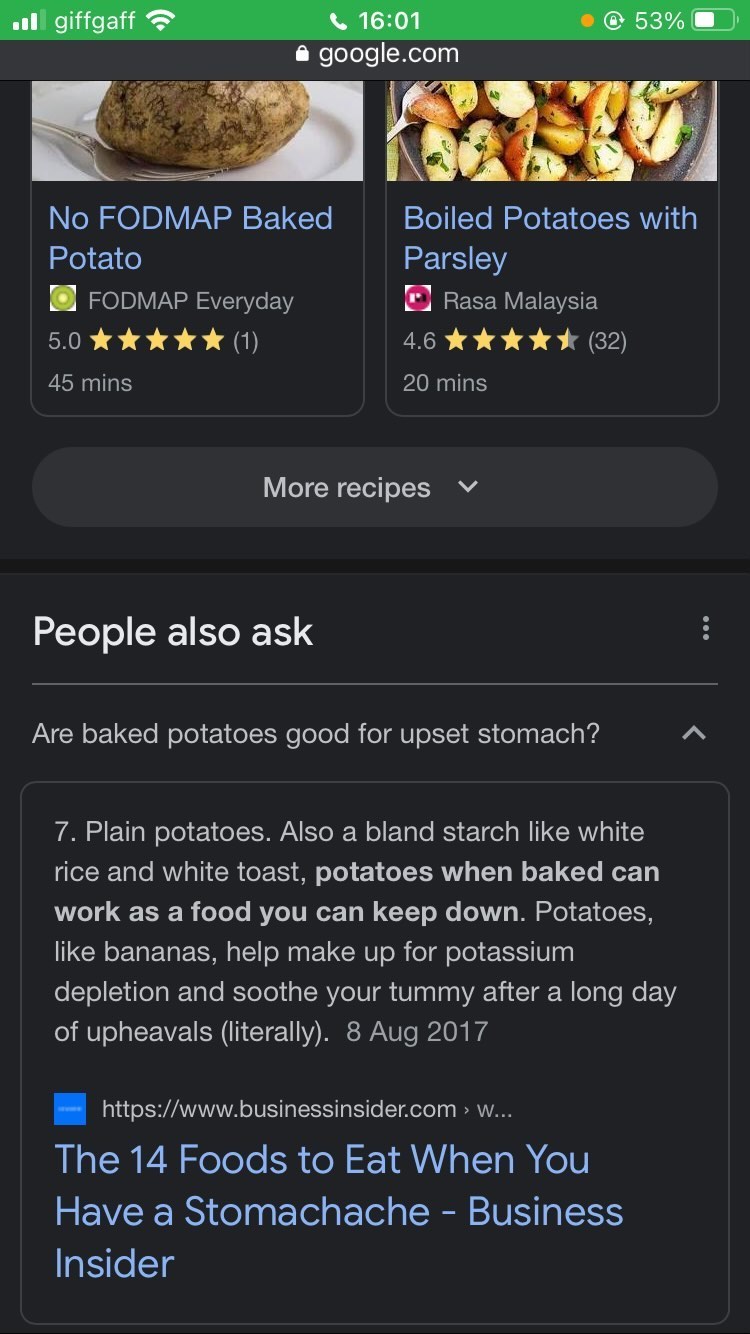 giffgaff 16:01 53%
google.com
No FODMAP Baked
Potato
FODMAP Everyday
5.0 (1)
45 mins
Boiled Potatoes with
Parsley
Rasa Malaysia
4.6 (32)
20 mins
More recipes
People also ask
Are baked potatoes good for upset stomach?
7. Plain potatoes. Also a bland starch like white
rice and white toast, potatoes when baked can
work as a food you can keep down. Potatoes,
like bananas, help make up for potassium
depletion and soothe your tummy after a long day
of upheavals (literally). 8 Aug 2017
https://www.businessinsider.com › w...
The 14 Foods to Eat When You
Have a Stomachache - Business
Insider